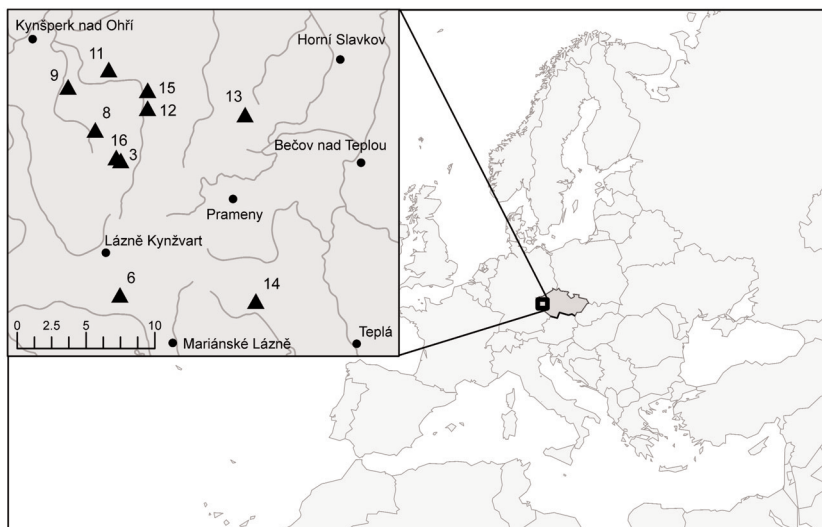 Kynšperk nad Ohří
Horní Slavkov
11
9
15
12
13
8
16
3
Bečov nad Teplou
Prameny
Lázně Kynžvart
6
14
0 2.5 5 10
Mariánské Lázně
Teplá